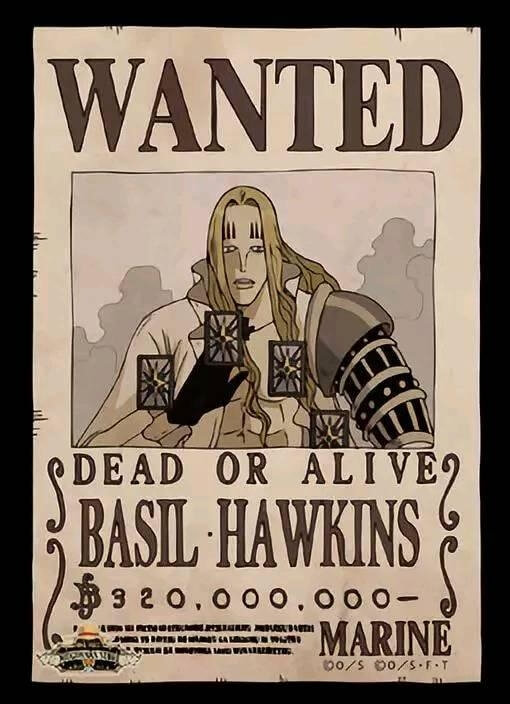 WANTED
DEAD OR ALIVE
BASIL·HAWKINS
฿320,000,000-
MARINE
©O/S ©O/S·F·T